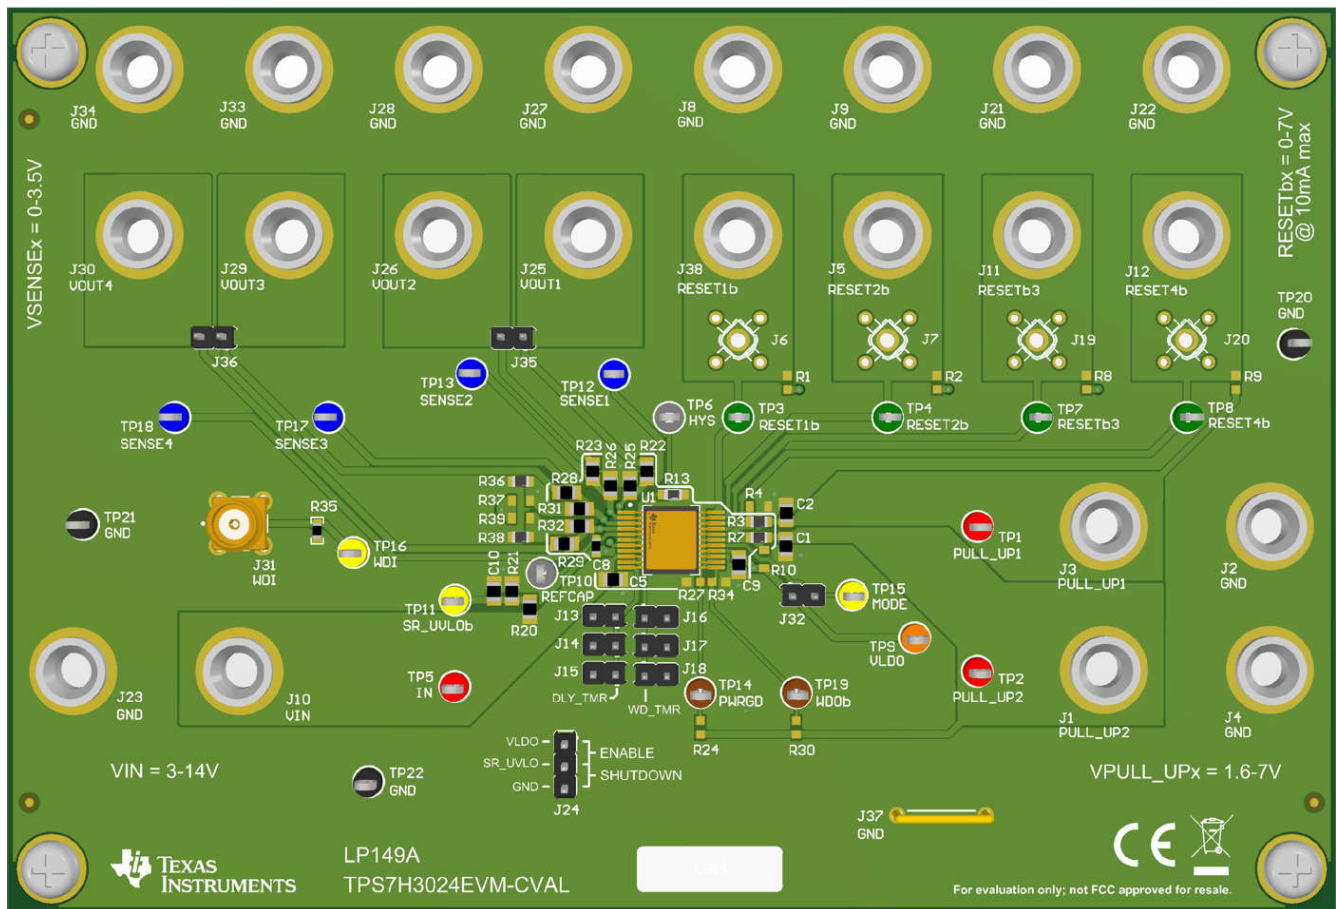 J34
GND
J33
GND
J28
GND
J27
GND
J8
GND
J9
GND
J21
GND
J22
GND
VSENSEx = 0-3.5V
RESETbx = 0-7V
@ 10mA max
J30
VOUT4
J29
VOUT3
J26
VOUT2
J25
VOUT1
J38
RESET1b
J5
RESET2b
J11
RESETb3
J12
RESET4b
TP20
GND
J36
J35
J6
J7
J19
J20
TP13
SENSE2
TP12
SENSE1
R1
R2
R8
R9
TP18
SENSE4
TP17
SENSE3
TP6
HYS
TP3
RESET1b
TP4
RESET2b
TP7
RESETb3
TP8
RESET4b
R23
R26
R25
R22
R36
R28
R13
R37
R31
U1
R4
C2
R39
R32
R3
R38
R29
C8
R7
C1
R10
TP21
GND
J31
WDI
R35
TP16
WDI
C10
R21
TP10
REFCAP
C5
R27
R34
C9
TP1
PULL_UP1
J3
PULL_UP1
J2
GND
TP11
SR_UVLOb
R20
J13
J16
J14
J17
J15
J18
DLY_TMR
WD_TMR
J32
TP15
MODE
TP9
VLDO
J23
GND
J10
VIN
TP5
IN
TP14
PWRGD
TP19
WDOb
TP2
PULL_UP2
J1
PULL_UP2
J4
GND
R24
R30
VLDO
ENABLE
SR_UVLO
SHUTDOWN
GND
J24
VIN = 3-14V
TP22
GND
VPULL_UPx = 1.6-7V
J37
GND
TEXAS
INSTRUMENTS
LP149A
TPS7H3024EVM-CVAL
CE
For evaluation only; not FCC approved for resale.